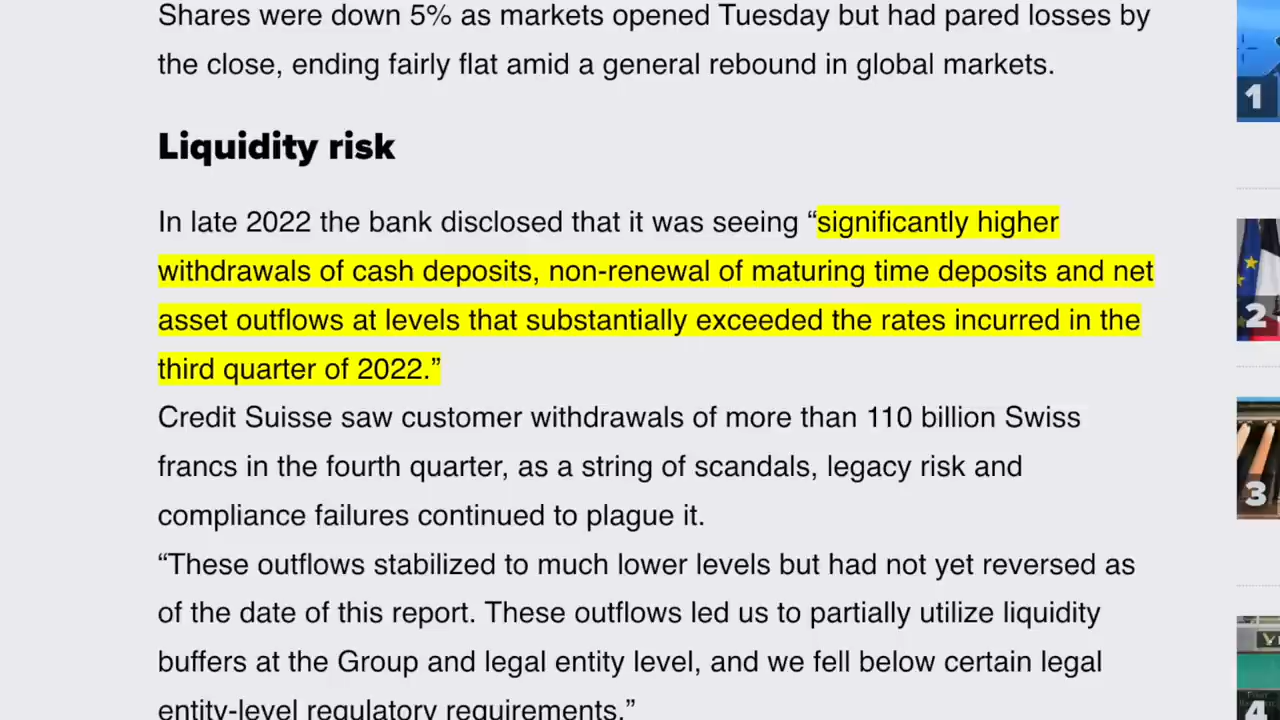 Shares were down 5% as markets opened Tuesday but had pared losses by
the close, ending fairly flat amid a general rebound in global markets.
Liquidity risk
In late 2022 the bank disclosed that it was seeing “significantly higher
withdrawals of cash deposits, non-renewal of maturing time deposits and net
asset outflows at levels that substantially exceeded the rates incurred in the
third quarter of 2022.”
Credit Suisse saw customer withdrawals of more than 110 billion Swiss
francs in the fourth quarter, as a string of scandals, legacy risk and
compliance failures continued to plague it.
“These outflows stabilized to much lower levels but had not yet reversed as
of the date of this report. These outflows led us to partially utilize liquidity
buffers at the Group and legal entity level, and we fell below certain legal
entity-level regulatory requirements.”
1
2
3
4